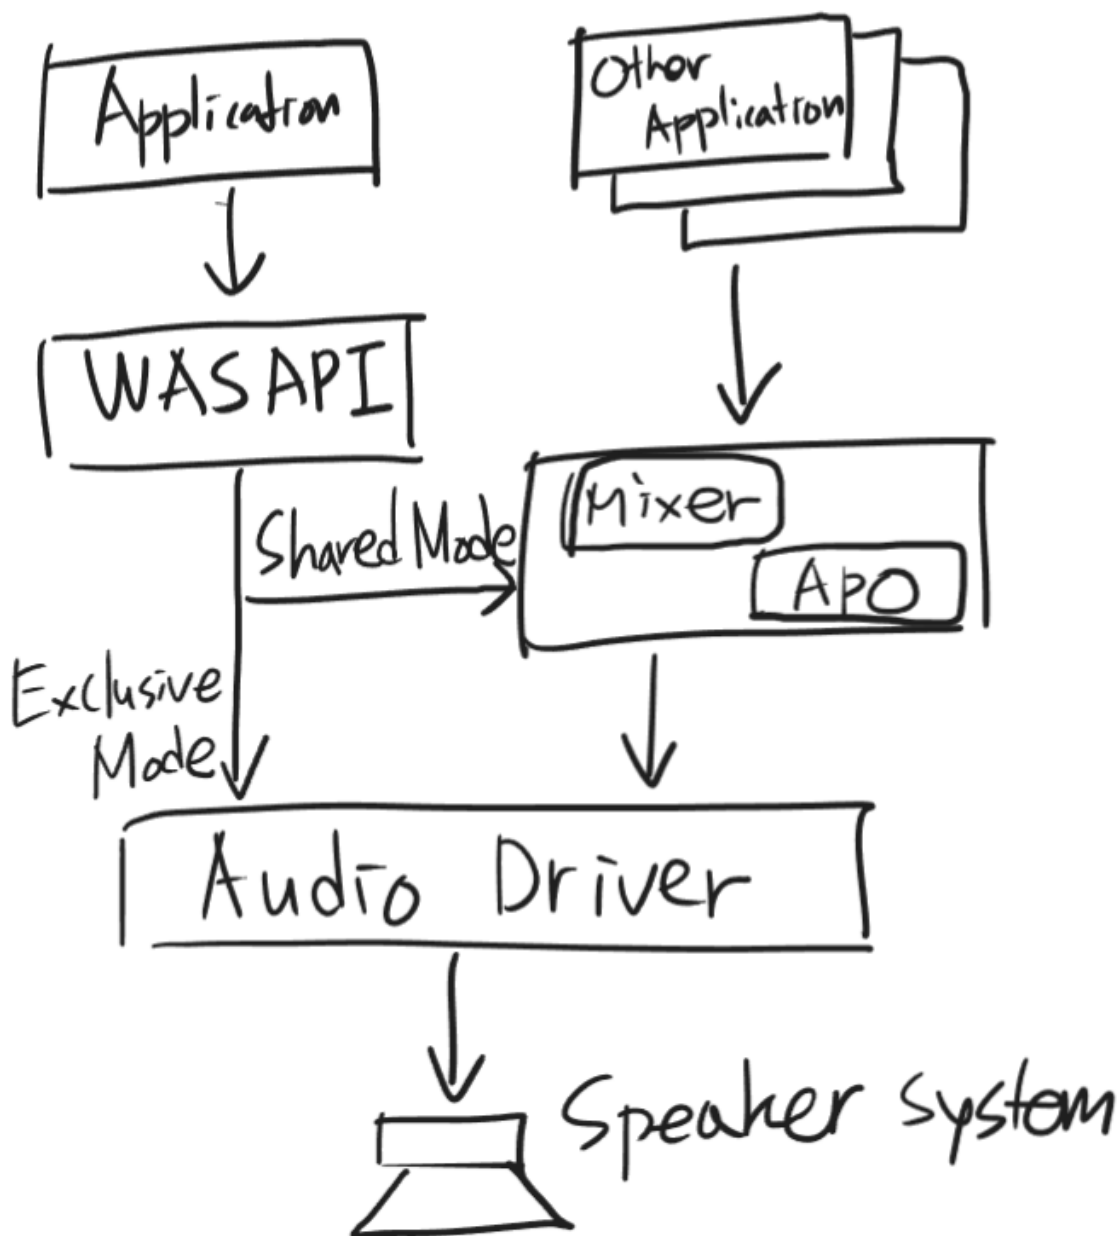 Application
Other
Application
WASAPI
Mixer
APO
Shared Mode
Exclusive
Mode
Audio Driver
Speaker system